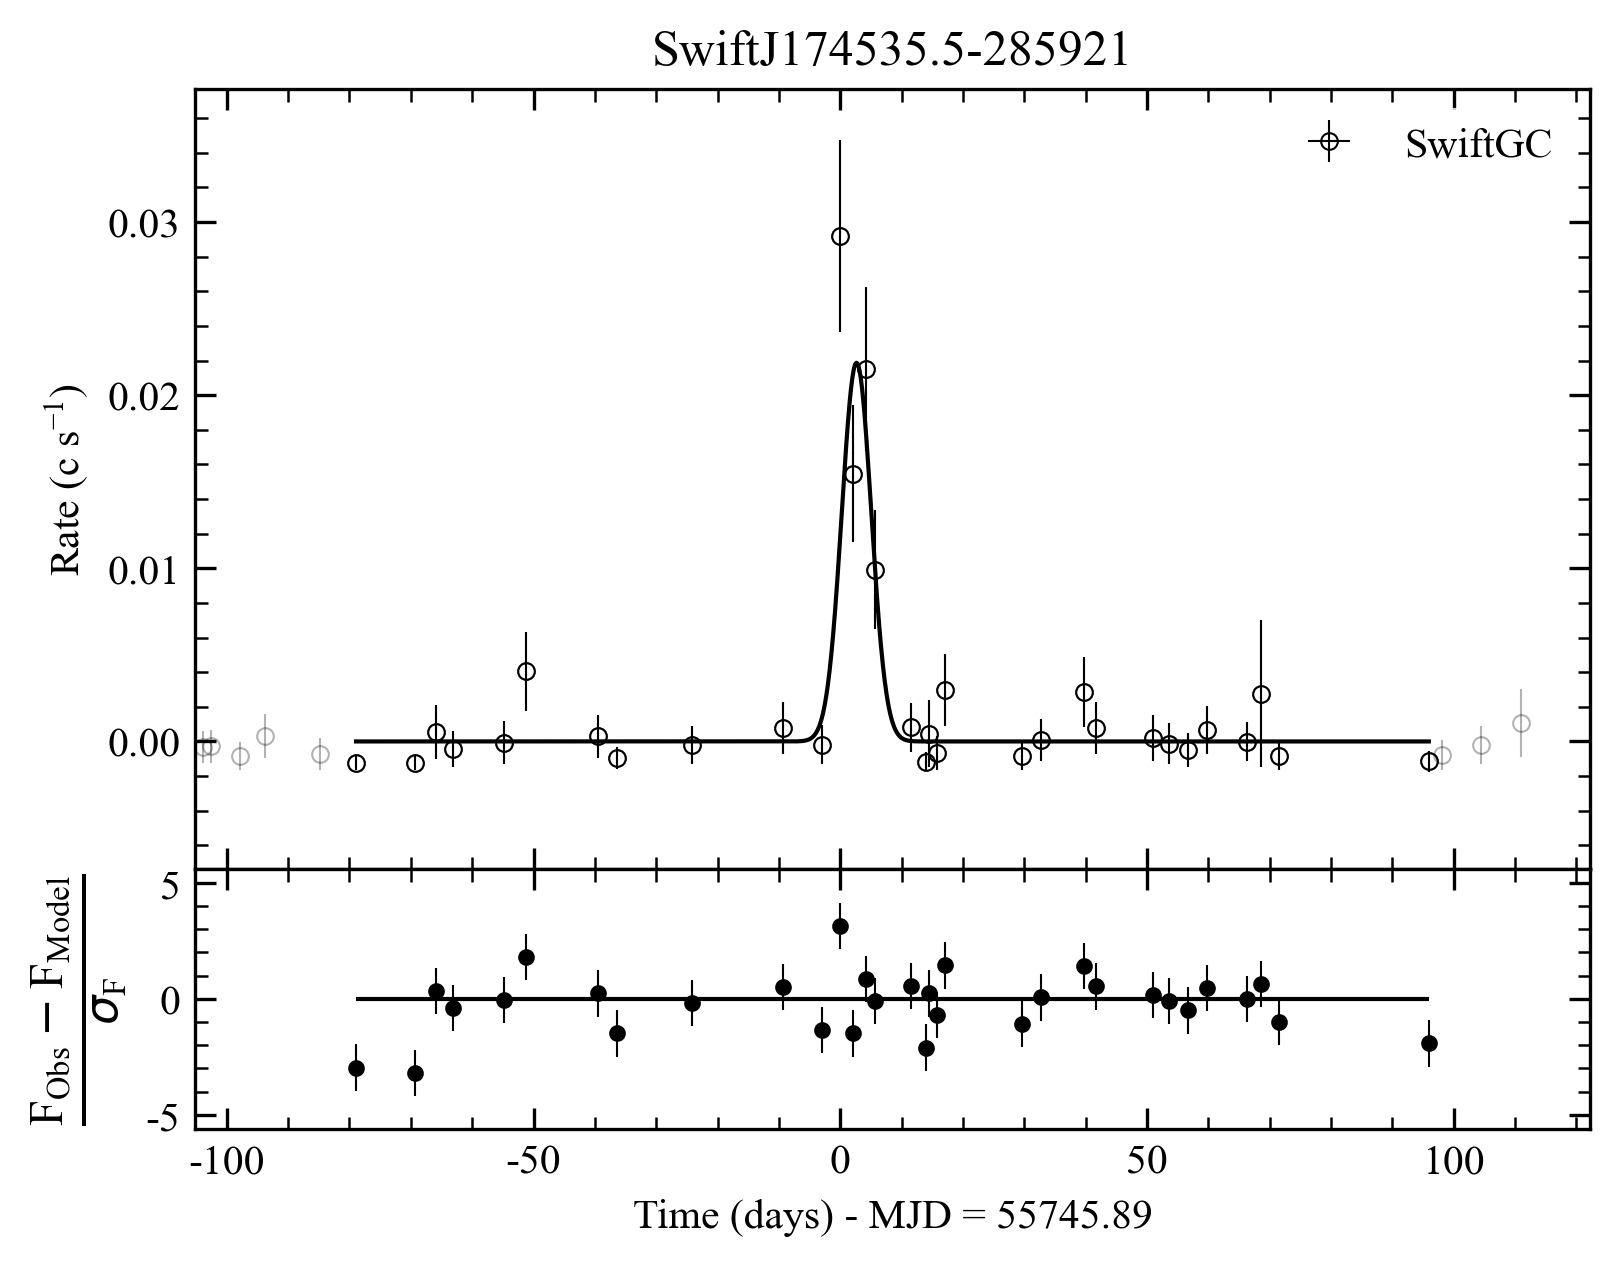 SwiftJ174535.5-285921
SwiftGC
0.03
0.02
0.01
0.00
Rate (c s⁻¹)
5
0
-5
F_Obs − F_Model
σ_F
-100 -50 0 50 100
Time (days) - MJD = 55745.89